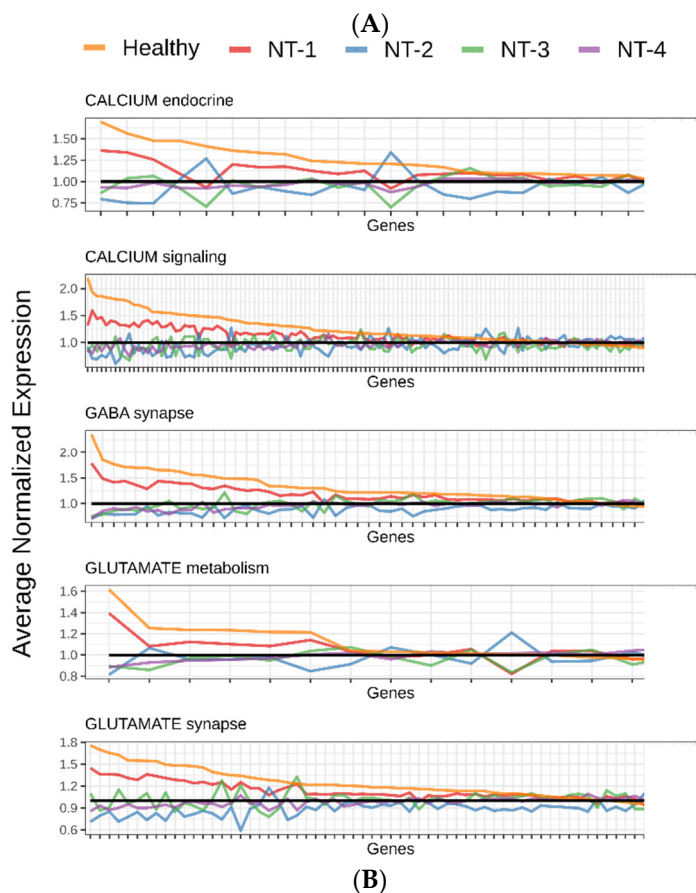 (A)
Healthy NT-1 NT-2 NT-3 NT-4
CALCIUM endocrine
1.50
1.25
1.00
0.75
Genes
CALCIUM signaling
2.0
1.5
1.0
Genes
GABA synapse
2.0
1.5
1.0
Genes
GLUTAMATE metabolism
1.6
1.4
1.2
1.0
0.8
Genes
GLUTAMATE synapse
1.8
1.5
1.2
0.9
0.6
Genes
Average Normalized Expression
(B)